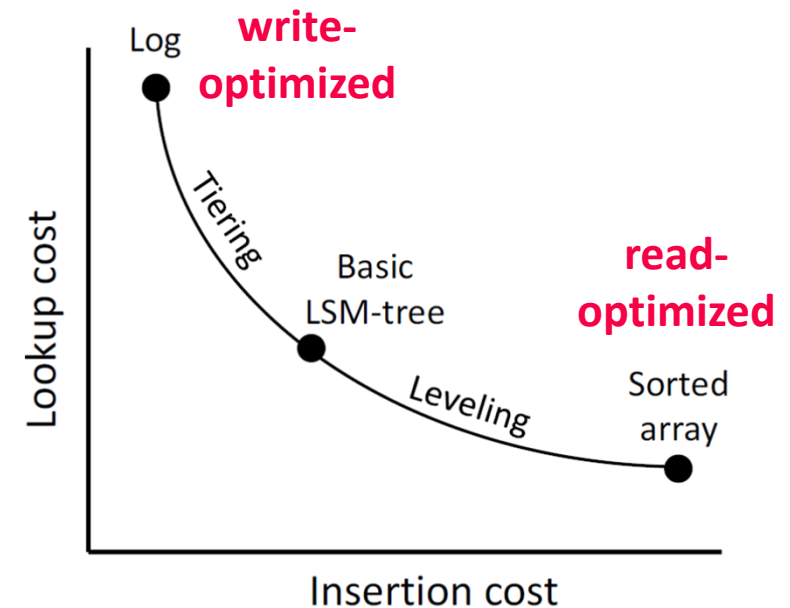 Log
write-
optimized
Tiering
Basic
LSM-tree
Leveling
read-
optimized
Sorted
array
Lookup cost
Insertion cost